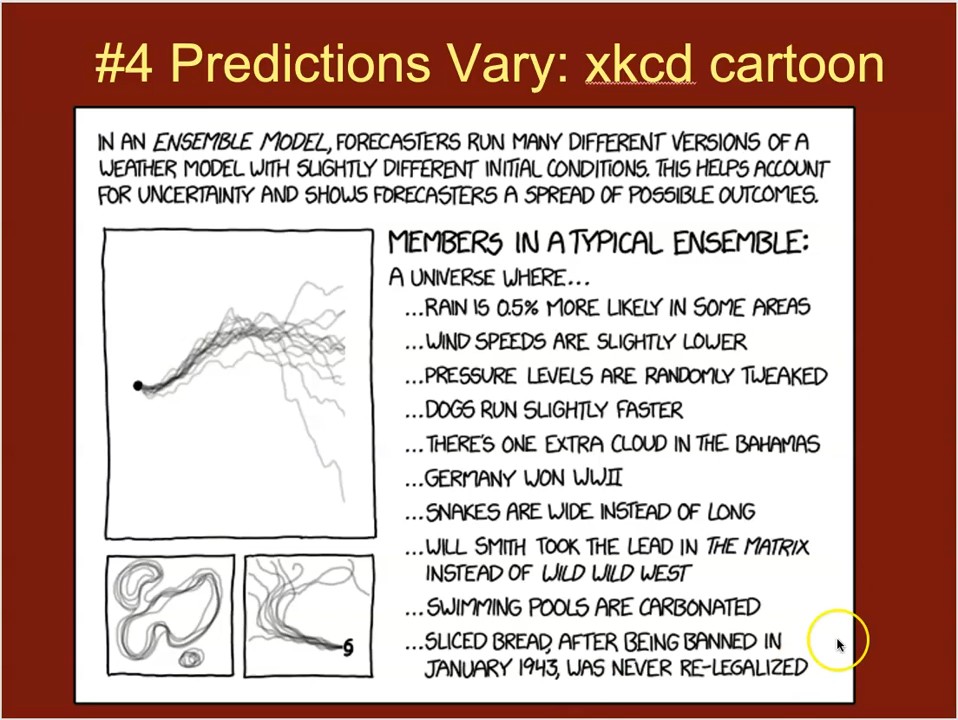 #4 Predictions Vary: xkcd cartoon
IN AN ENSEMBLE MODEL, FORECASTERS RUN MANY DIFFERENT VERSIONS OF A
WEATHER MODEL WITH SLIGHTLY DIFFERENT INITIAL CONDITIONS. THIS HELPS ACCOUNT
FOR UNCERTAINTY AND SHOWS FORECASTERS A SPREAD OF POSSIBLE OUTCOMES.
MEMBERS IN A TYPICAL ENSEMBLE:
A UNIVERSE WHERE...
...RAIN IS 0.5% MORE LIKELY IN SOME AREAS
...WIND SPEEDS ARE SLIGHTLY LOWER
...PRESSURE LEVELS ARE RANDOMLY TWEAKED
...DOGS RUN SLIGHTLY FASTER
...THERE'S ONE EXTRA CLOUD IN THE BAHAMAS
...GERMANY WON WWII
...SNAKES ARE WIDE INSTEAD OF LONG
...WILL SMITH TOOK THE LEAD IN THE MATRIX
INSTEAD OF WILD WILD WEST
...SWIMMING POOLS ARE CARBONATED
...SLICED BREAD, AFTER BEING BANNED IN
JANUARY 1943, WAS NEVER RE-LEGALIZED